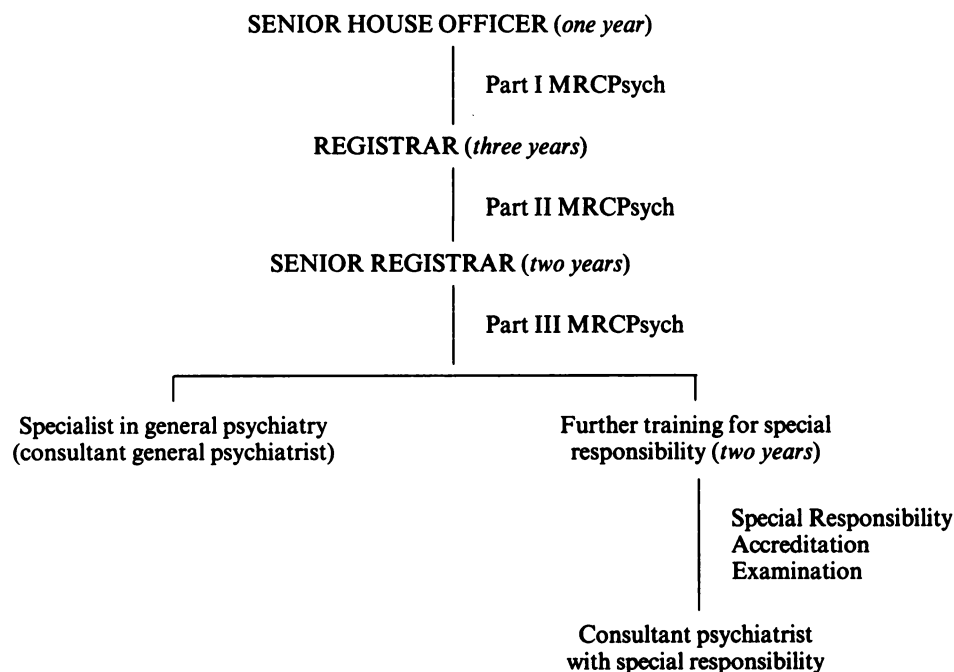 SENIOR HOUSE OFFICER (one year)
Part I MRCPsych
REGISTRAR (three years)
Part II MRCPsych
SENIOR REGISTRAR (two years)
Part III MRCPsych
Specialist in general psychiatry
(consultant general psychiatrist)
Further training for special
responsibility (two years)
Special Responsibility
Accreditation
Examination
Consultant psychiatrist
with special responsibility